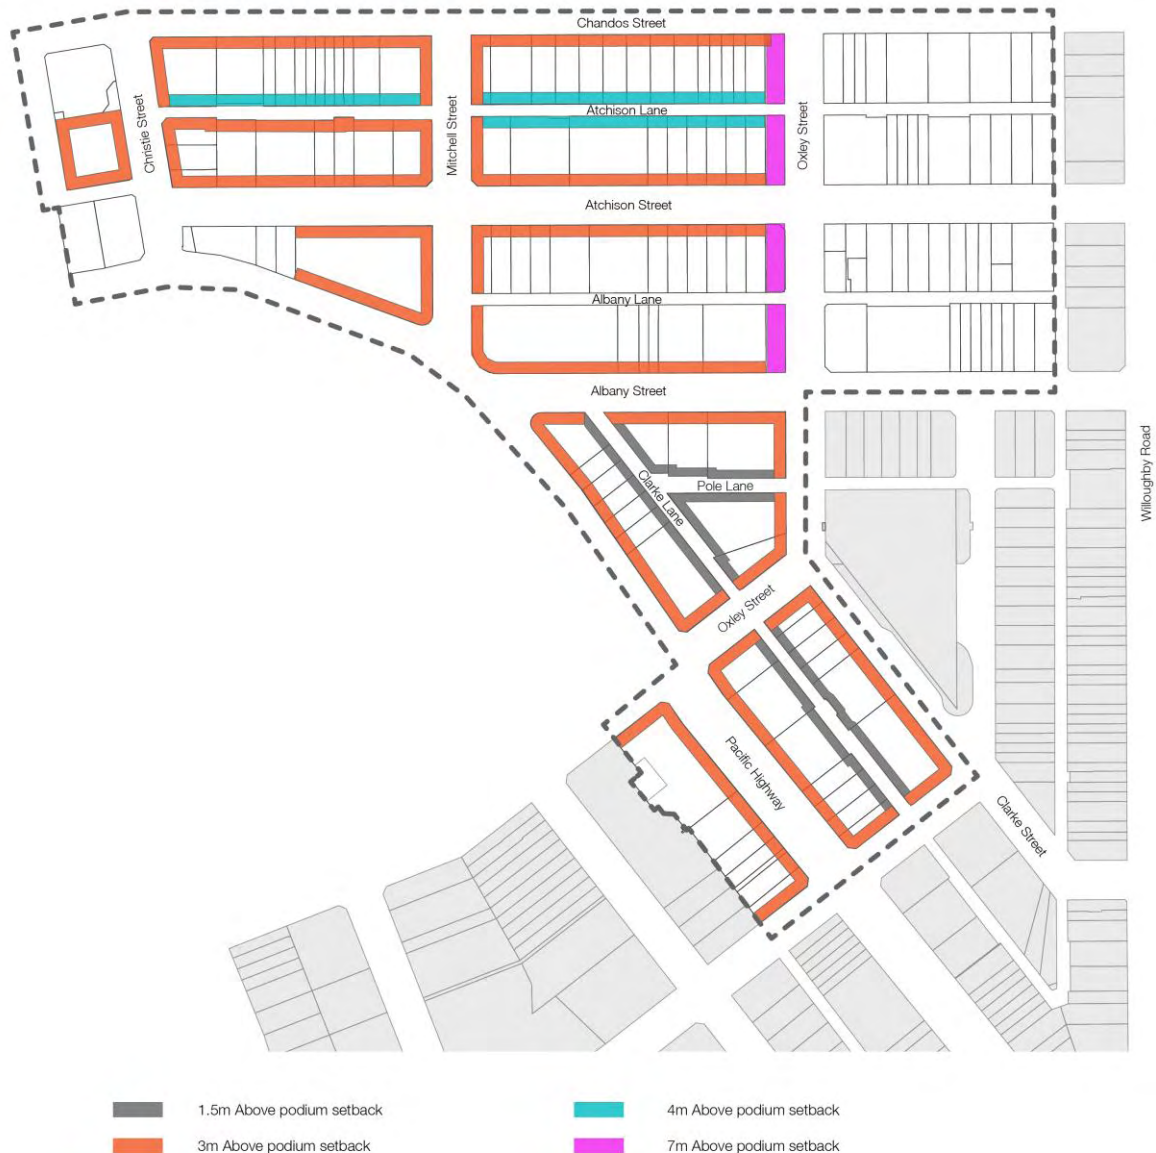 Chandos Street
Christie Street
Mitchell Street
Atchison Lane
Oxley Street
Atchison Street
Albany Lane
Albany Street
Willoughby Road
Clarke Lane
Pole Lane
Oxley Street
Pacific Highway
Clarke Street
1.5m Above podium setback
4m Above podium setback
3m Above podium setback
7m Above podium setback